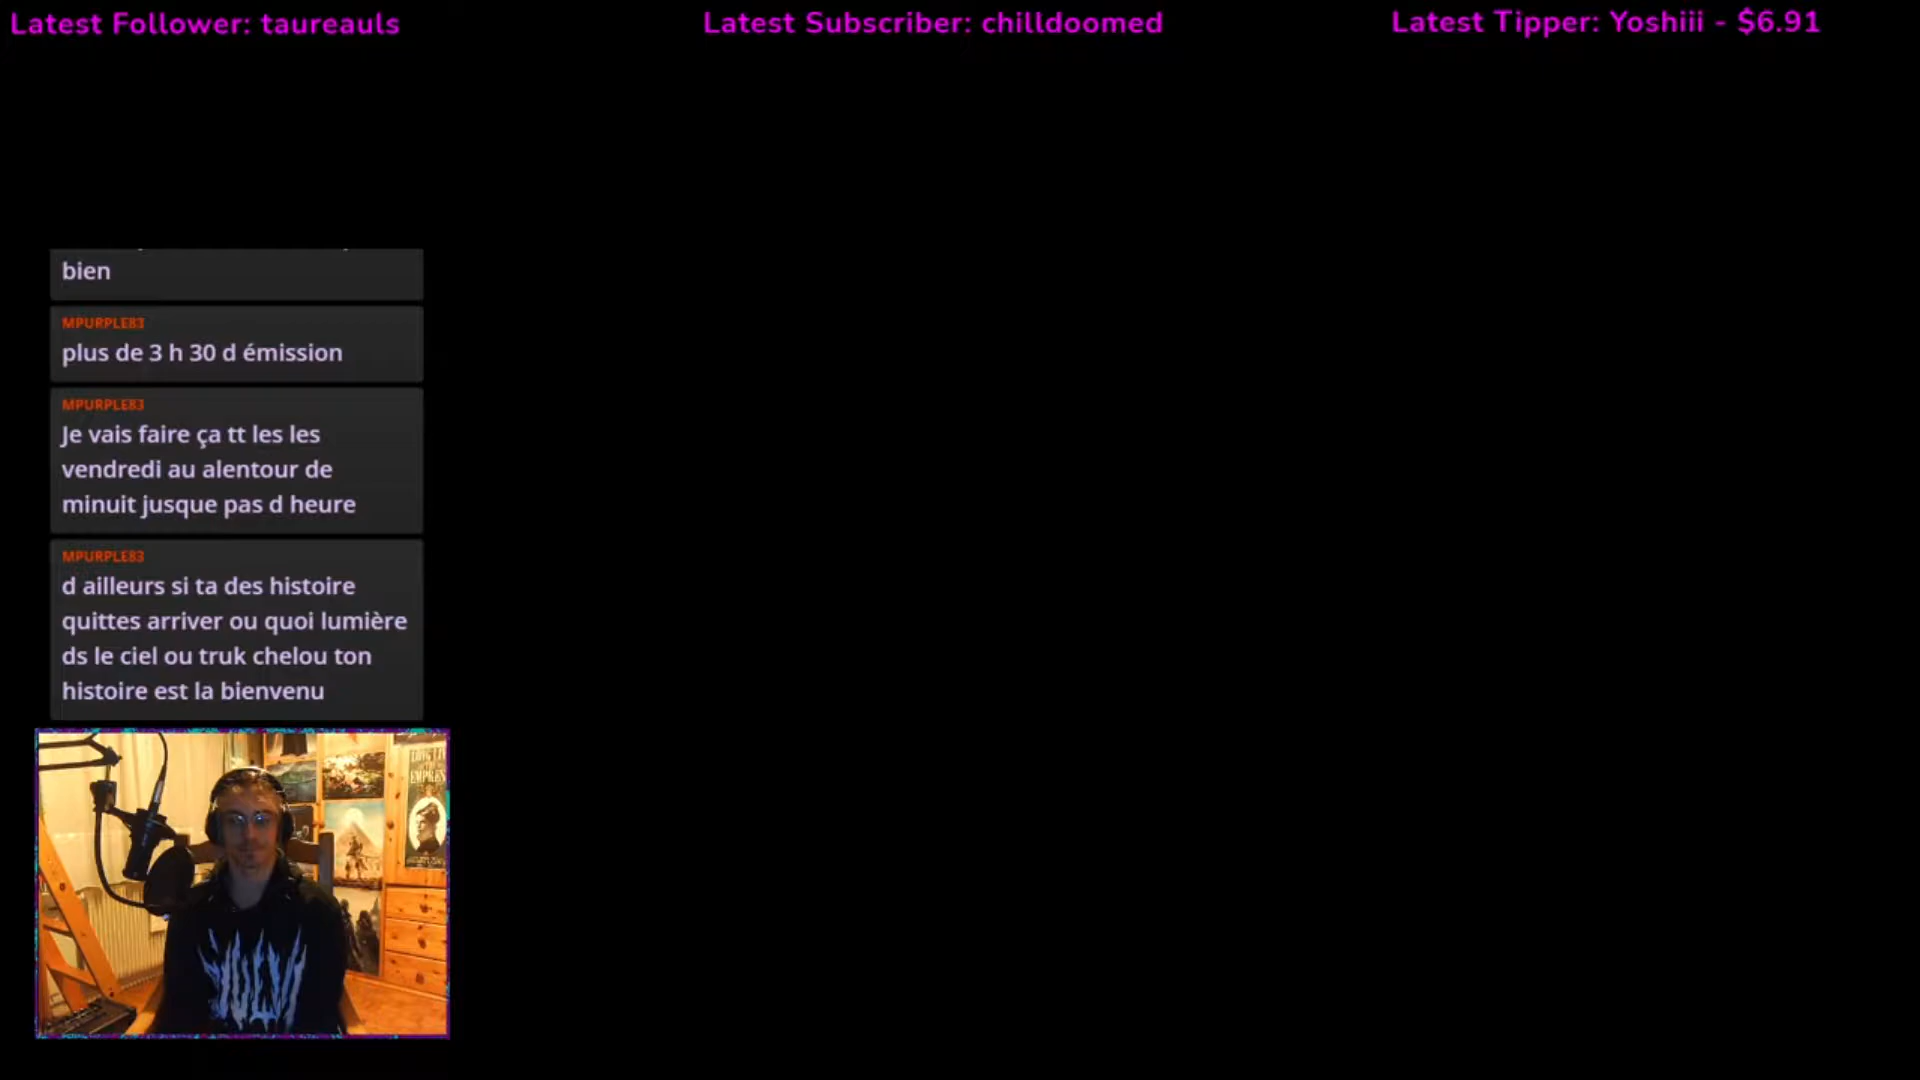 Latest Follower: taureauls
Latest Subscriber: chilldoomed
Latest Tipper: Yoshiii - $6.91
bien
MPURPLE83
plus de 3 h 30 d émission
MPURPLE83
Je vais faire ça tt les les
vendredi au alentour de
minuit jusque pas d heure
MPURPLE83
d ailleurs si ta des histoire
quittes arriver ou quoi lumière
ds le ciel ou truk chelou ton
histoire est la bienvenu
EMPRESS